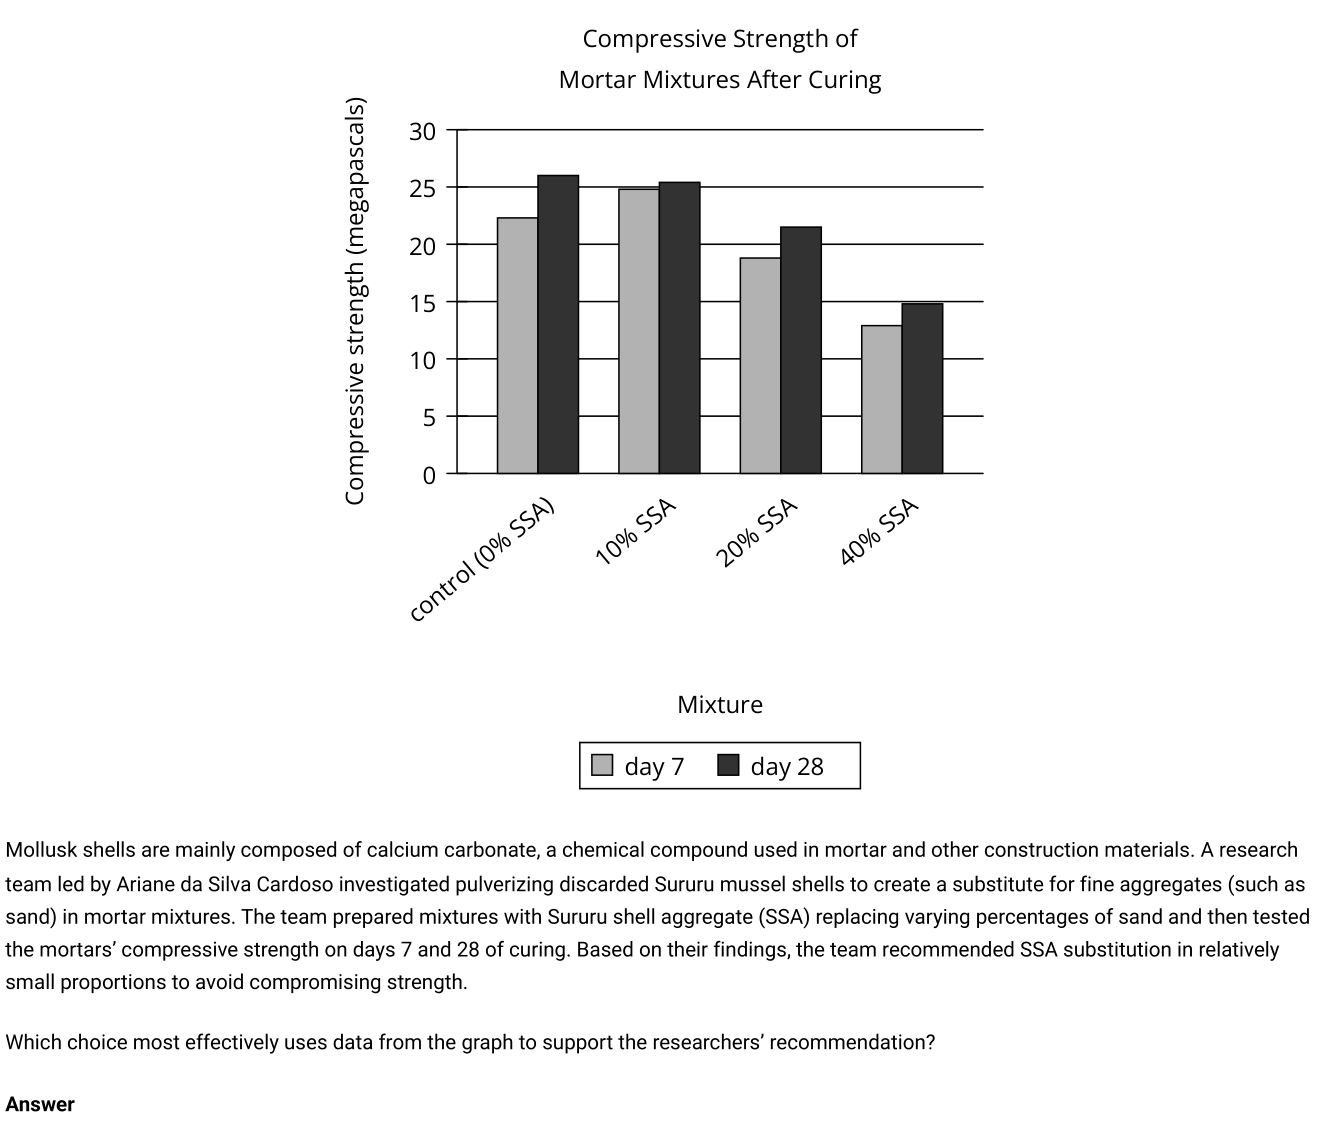 Compressive Strength of
Mortar Mixtures After Curing
Compressive strength (megapascals)
30
25
20
15
10
5
0
control (0% SSA)
10% SSA
20% SSA
40% SSA
Mixture
day 7
day 28
Mollusk shells are mainly composed of calcium carbonate, a chemical compound used in mortar and other construction materials. A research
team led by Ariane da Silva Cardoso investigated pulverizing discarded Sururu mussel shells to create a substitute for fine aggregates (such as
sand) in mortar mixtures. The team prepared mixtures with Sururu shell aggregate (SSA) replacing varying percentages of sand and then tested
the mortars’ compressive strength on days 7 and 28 of curing. Based on their findings, the team recommended SSA substitution in relatively
small proportions to avoid compromising strength.
Which choice most effectively uses data from the graph to support the researchers’ recommendation?
Answer